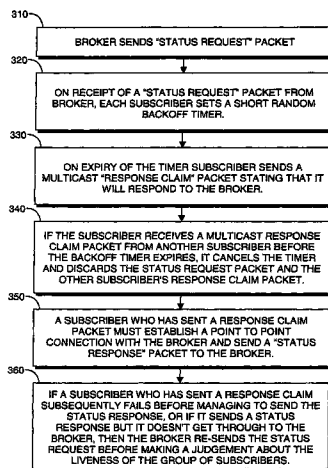 310
BROKER SENDS "STATUS REQUEST" PACKET
320
ON RECEIPT OF A "STATUS REQUEST" PACKET FROM
BROKER, EACH SUBSCRIBER SETS A SHORT RANDOM
BACKOFF TIMER.
330
ON EXPIRY OF THE TIMER SUBSCRIBER SENDS A
MULTICAST "RESPONSE CLAIM" PACKET STATING THAT IT
WILL RESPOND TO THE BROKER.
340
IF THE SUBSCRIBER RECEIVES A MULTICAST RESPONSE
CLAIM PACKET FROM ANOTHER SUBSCRIBER BEFORE
THE BACKOFF TIMER EXPIRES, IT CANCELS THE TIMER
AND DISCARDS THE STATUS REQUEST PACKET AND THE
OTHER SUBSCRIBER'S RESPONSE CLAIM PACKET.
350
A SUBSCRIBER WHO HAS SENT A RESPONSE CLAIM
PACKET MUST ESTABLISH A POINT TO POINT
CONNECTION WITH THE BROKER AND SEND A "STATUS
RESPONSE" PACKET TO THE BROKER.
360
IF A SUBSCRIBER WHO HAS SENT A RESPONSE CLAIM
SUBSEQUENTLY FAILS BEFORE MANAGING TO SEND THE
STATUS RESPONSE, OR IF IT SENDS A STATUS
RESPONSE BUT IT DOESN'T GET THROUGH TO THE
BROKER, THEN THE BROKER RE-SENDS THE STATUS
REQUEST BEFORE MAKING A JUDGEMENT ABOUT THE
LIVENESS OF THE GROUP OF SUBSCRIBERS.